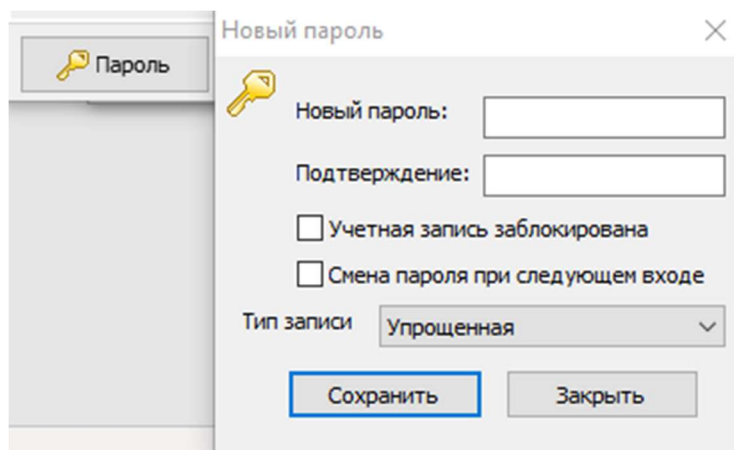 Новый пароль
Пароль
Новый пароль:
Подтверждение:
Учетная запись заблокирована
Смена пароля при следующем входе
Тип записи
Упрощенная
Сохранить
Закрыть